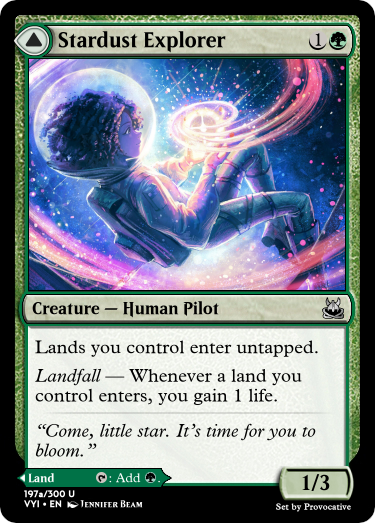 Stardust Explorer 1
Creature — Human Pilot
Lands you control enter untapped.
Landfall — Whenever a land you
control enters, you gain 1 life.
“Come, little star. It’s time for you to
bloom.”
Land : Add .
1/3
197a/300 U
VYI • EN Jennifer Beam
Set by Provocative